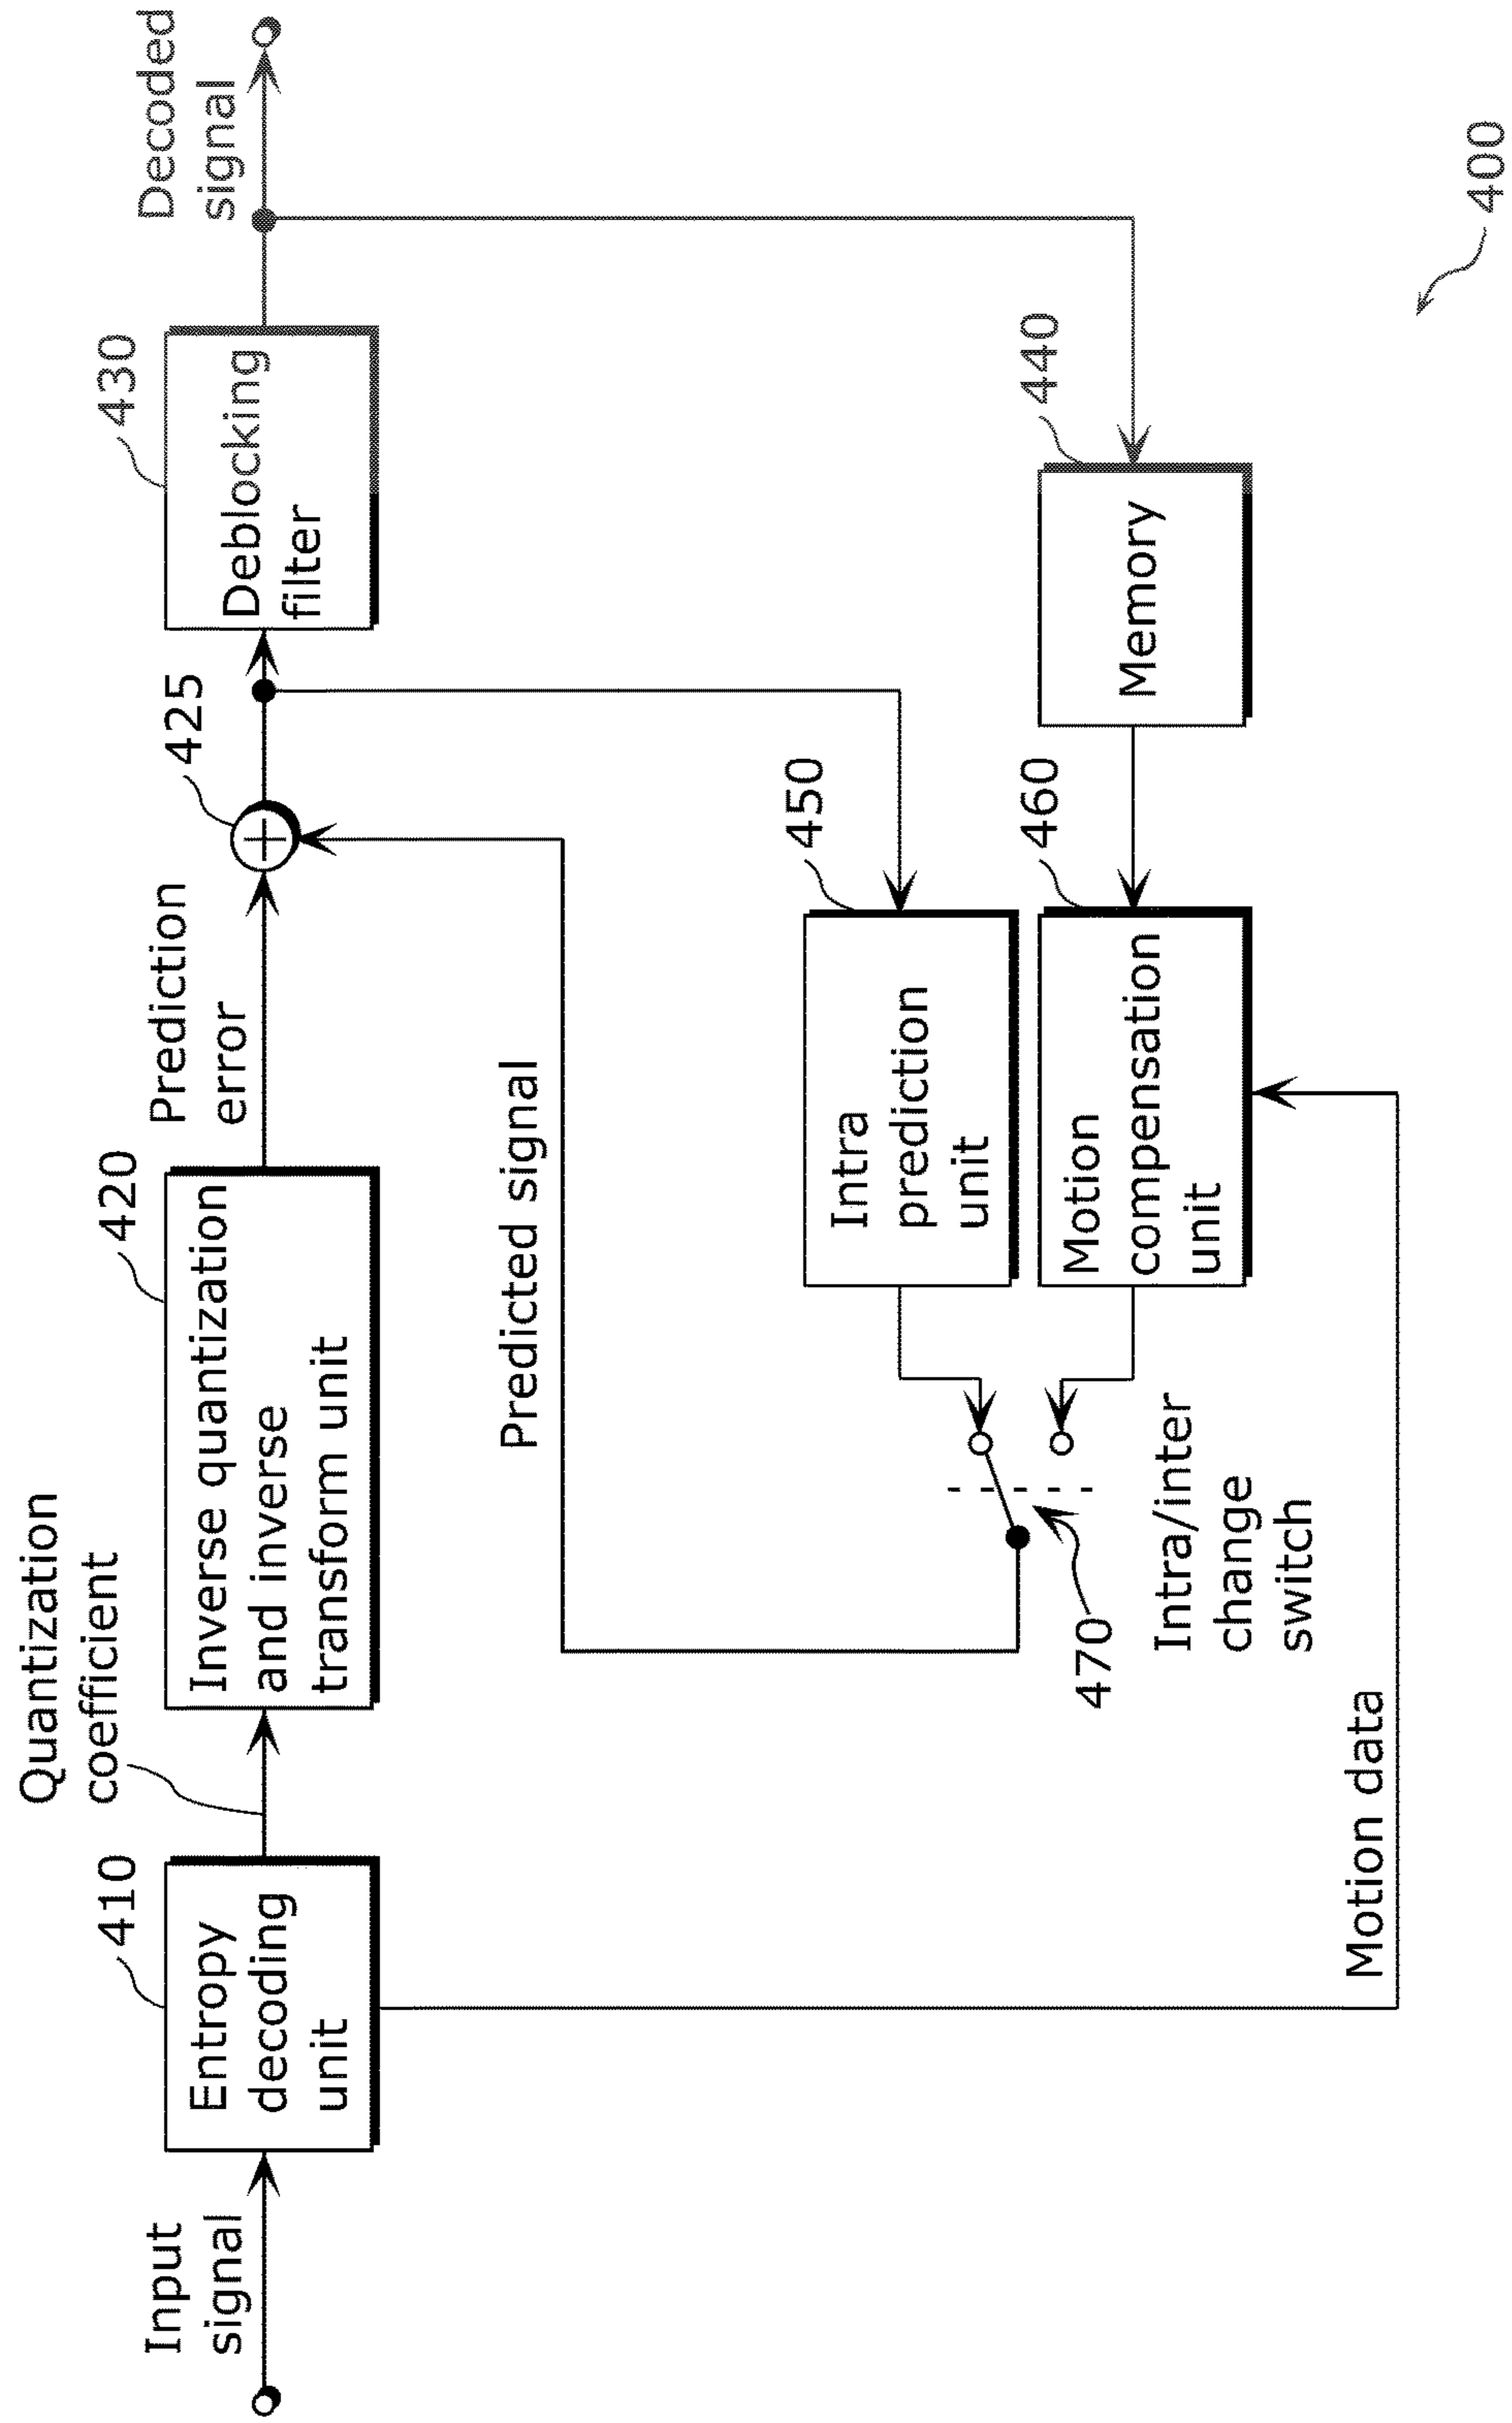 Quantization
coefficient
410
420
425
430
Decoded
signal
Input
signal
Prediction
error
Entropy
decoding
unit
Inverse quantization
and inverse
transform unit
Deblocking
filter
Predicted signal
450
Intra
prediction
unit
460
440
Motion
compensation
unit
Memory
470
Intra/inter
change
switch
Motion data
400